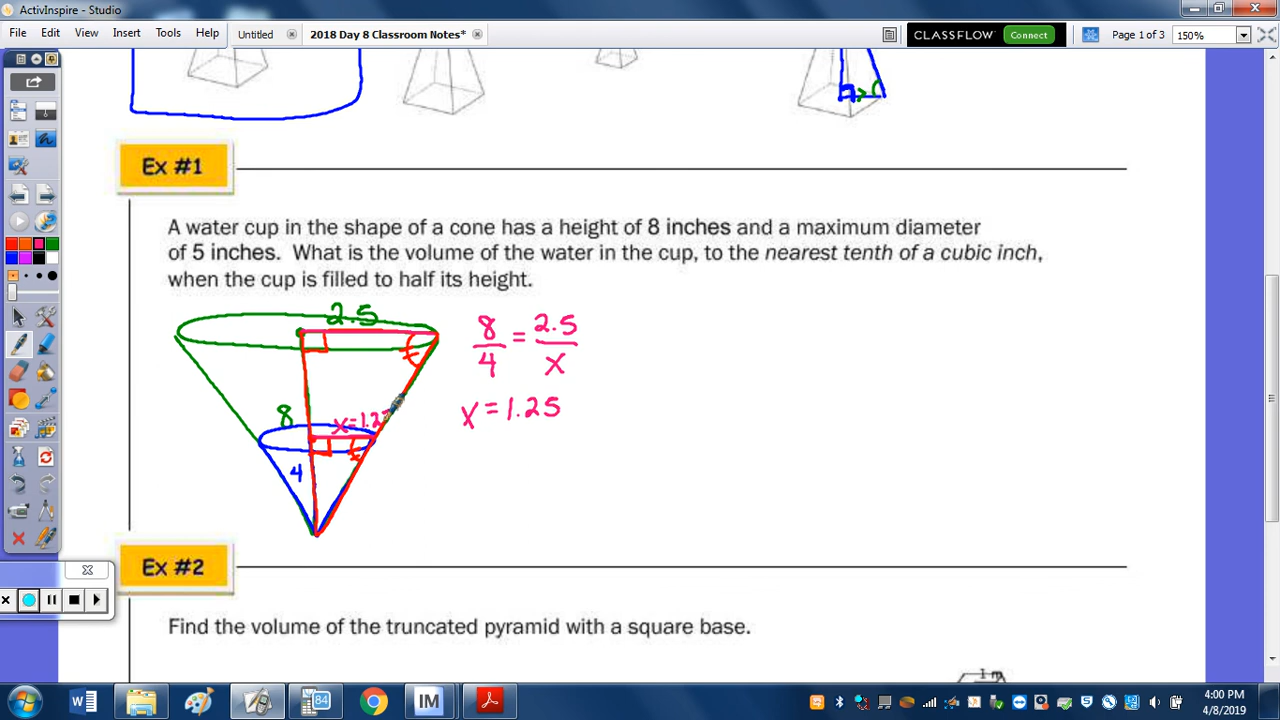 ActivInspire - Studio
File Edit View Insert Tools Help
Untitled
2018 Day 8 Classroom Notes*
CLASSFLOW Connect
Page 1 of 3
150%
Ex #1
A water cup in the shape of a cone has a height of 8 inches and a maximum diameter
of 5 inches. What is the volume of the water in the cup, to the nearest tenth of a cubic inch,
when the cup is filled to half its height.
2.5
8/4 = 2.5/x
x = 1.25
8
x=1.2
4
Ex #2
Find the volume of the truncated pyramid with a square base.
1 m
84
IM
4:00 PM
4/8/2019